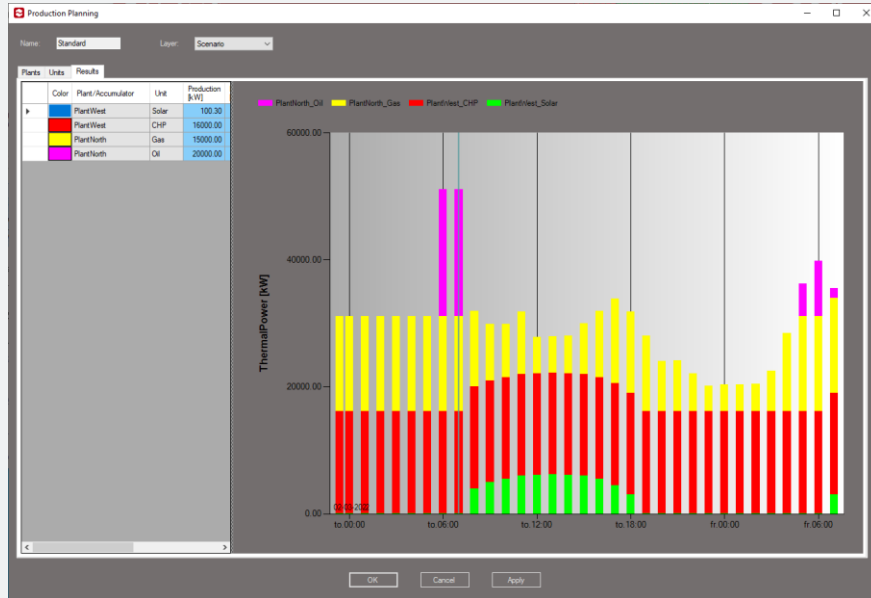 Production Planning
Name: Standard Layer: Scenario
Plants Units Results
Color Plant/Accumulator Unit Production [kW]
PlantWest Solar 100.30
PlantWest CHP 16000.00
PlantNorth Gas 15000.00
PlantNorth Oil 20000.00
PlantNorth_Oil PlantNorth_Gas PlantWest_CHP PlantWest_Solar
60000.00
40000.00
ThermalPower [kW]
20000.00
0.00
to.00:00 to.06:00 to.12:00 to.18:00 fr.00:00 fr.06:00
OK Cancel Apply